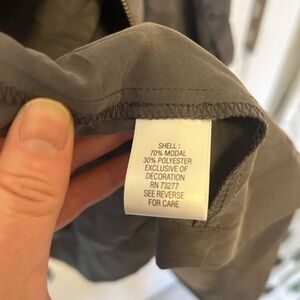 SHELL :
70% MODAL
30% POLYESTER
EXCLUSIVE OF
DECORATION
RN 73277
SEE REVERSE
FOR CARE